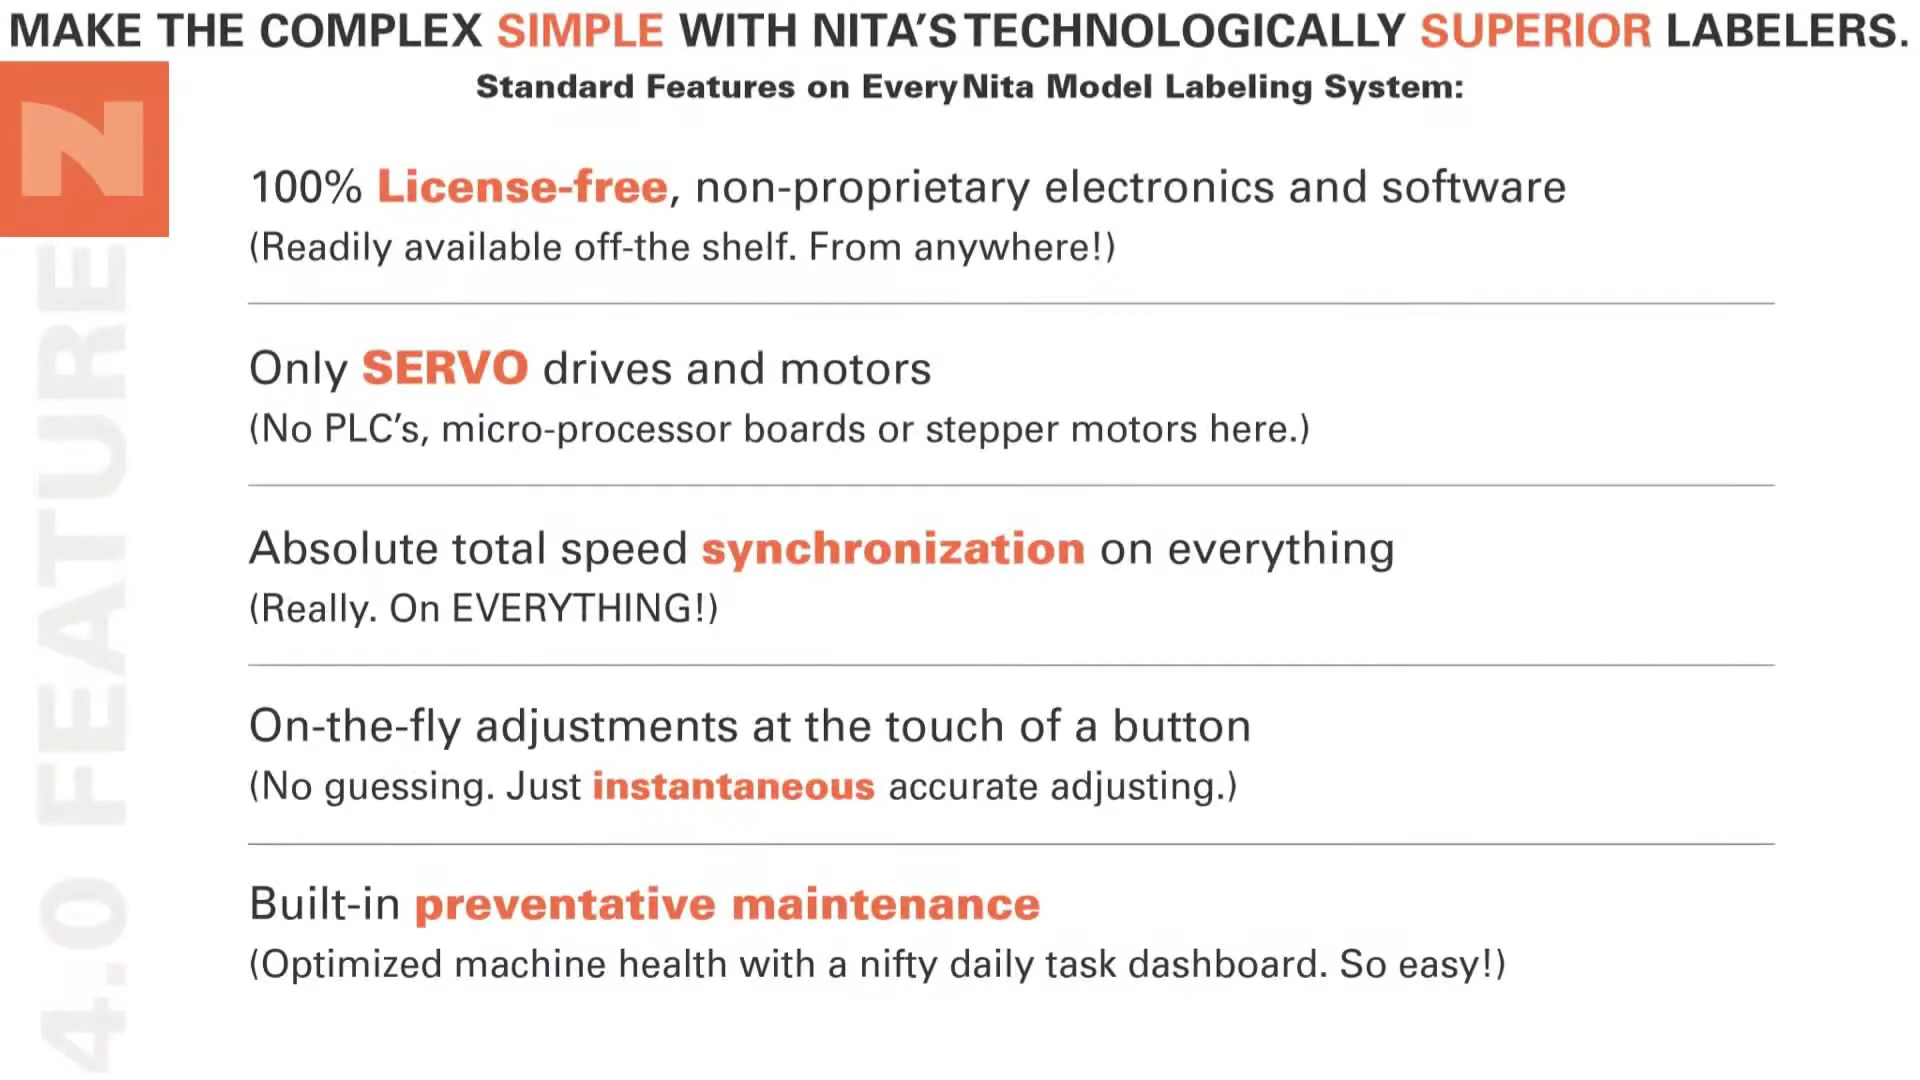 MAKE THE COMPLEX SIMPLE WITH NITA’S TECHNOLOGICALLY SUPERIOR LABELERS.
Standard Features on Every Nita Model Labeling System:
N
4.0 FEATURE
100% License-free, non-proprietary electronics and software
(Readily available off-the shelf. From anywhere!)
Only SERVO drives and motors
(No PLC’s, micro-processor boards or stepper motors here.)
Absolute total speed synchronization on everything
(Really. On EVERYTHING!)
On-the-fly adjustments at the touch of a button
(No guessing. Just instantaneous accurate adjusting.)
Built-in preventative maintenance
(Optimized machine health with a nifty daily task dashboard. So easy!)